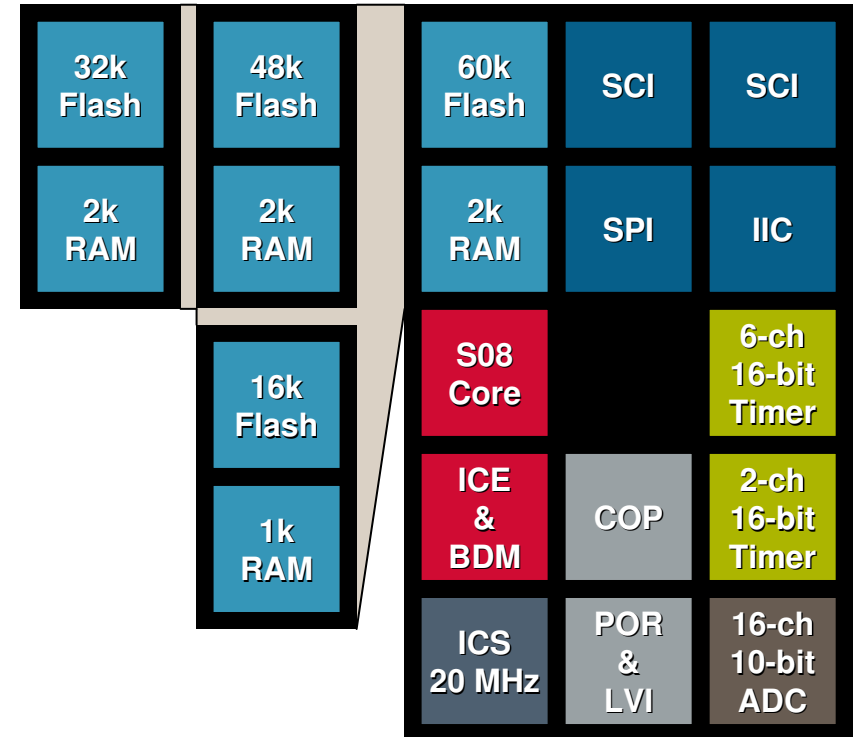 32k
Flash
2k
RAM
48k
Flash
2k
RAM
16k
Flash
1k
RAM
60k
Flash
SCI
SCI
2k
RAM
SPI
IIC
S08
Core
6-ch
16-bit
Timer
ICE
&
BDM
COP
2-ch
16-bit
Timer
ICS
20 MHz
POR
&
LVI
16-ch
10-bit
ADC